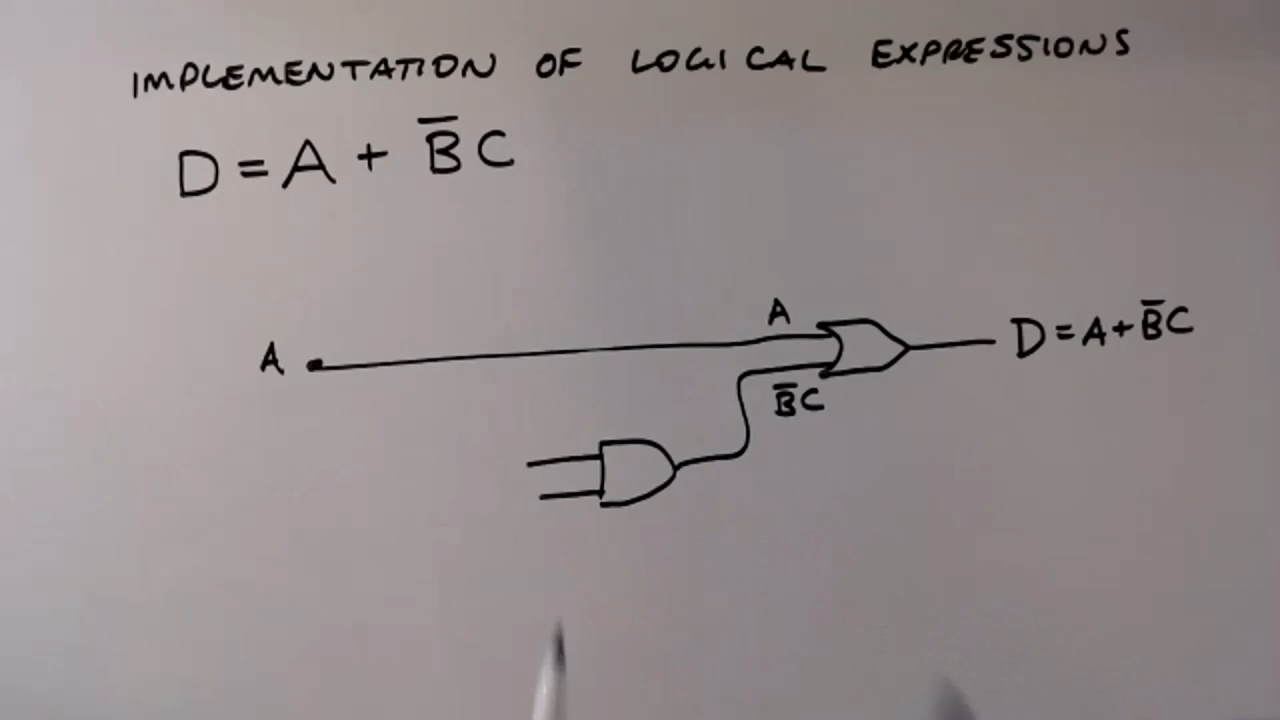 IMPLEMENTATION OF LOGICAL EXPRESSIONS
D = A + B̅C
A
A
B̅C
D = A + B̅C